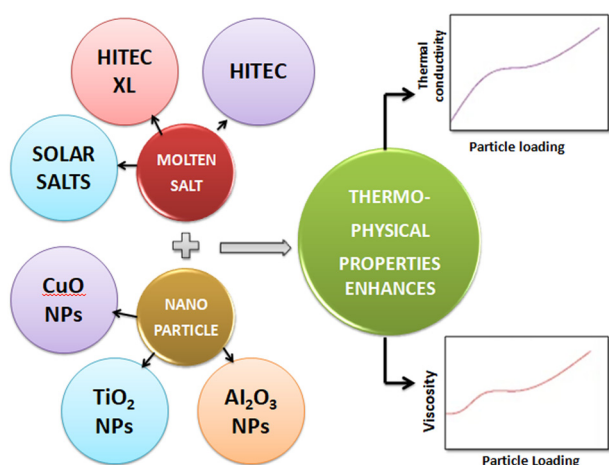 HITEC
XL
HITEC
SOLAR
SALTS
MOLTEN
SALT
CuO
NPs
NANO
PARTICLE
TiO₂
NPs
Al₂O₃
NPs
THERMO-
PHYSICAL
PROPERTIES
ENHANCES
Thermal
conductivity
Particle loading
Viscosity
Particle Loading